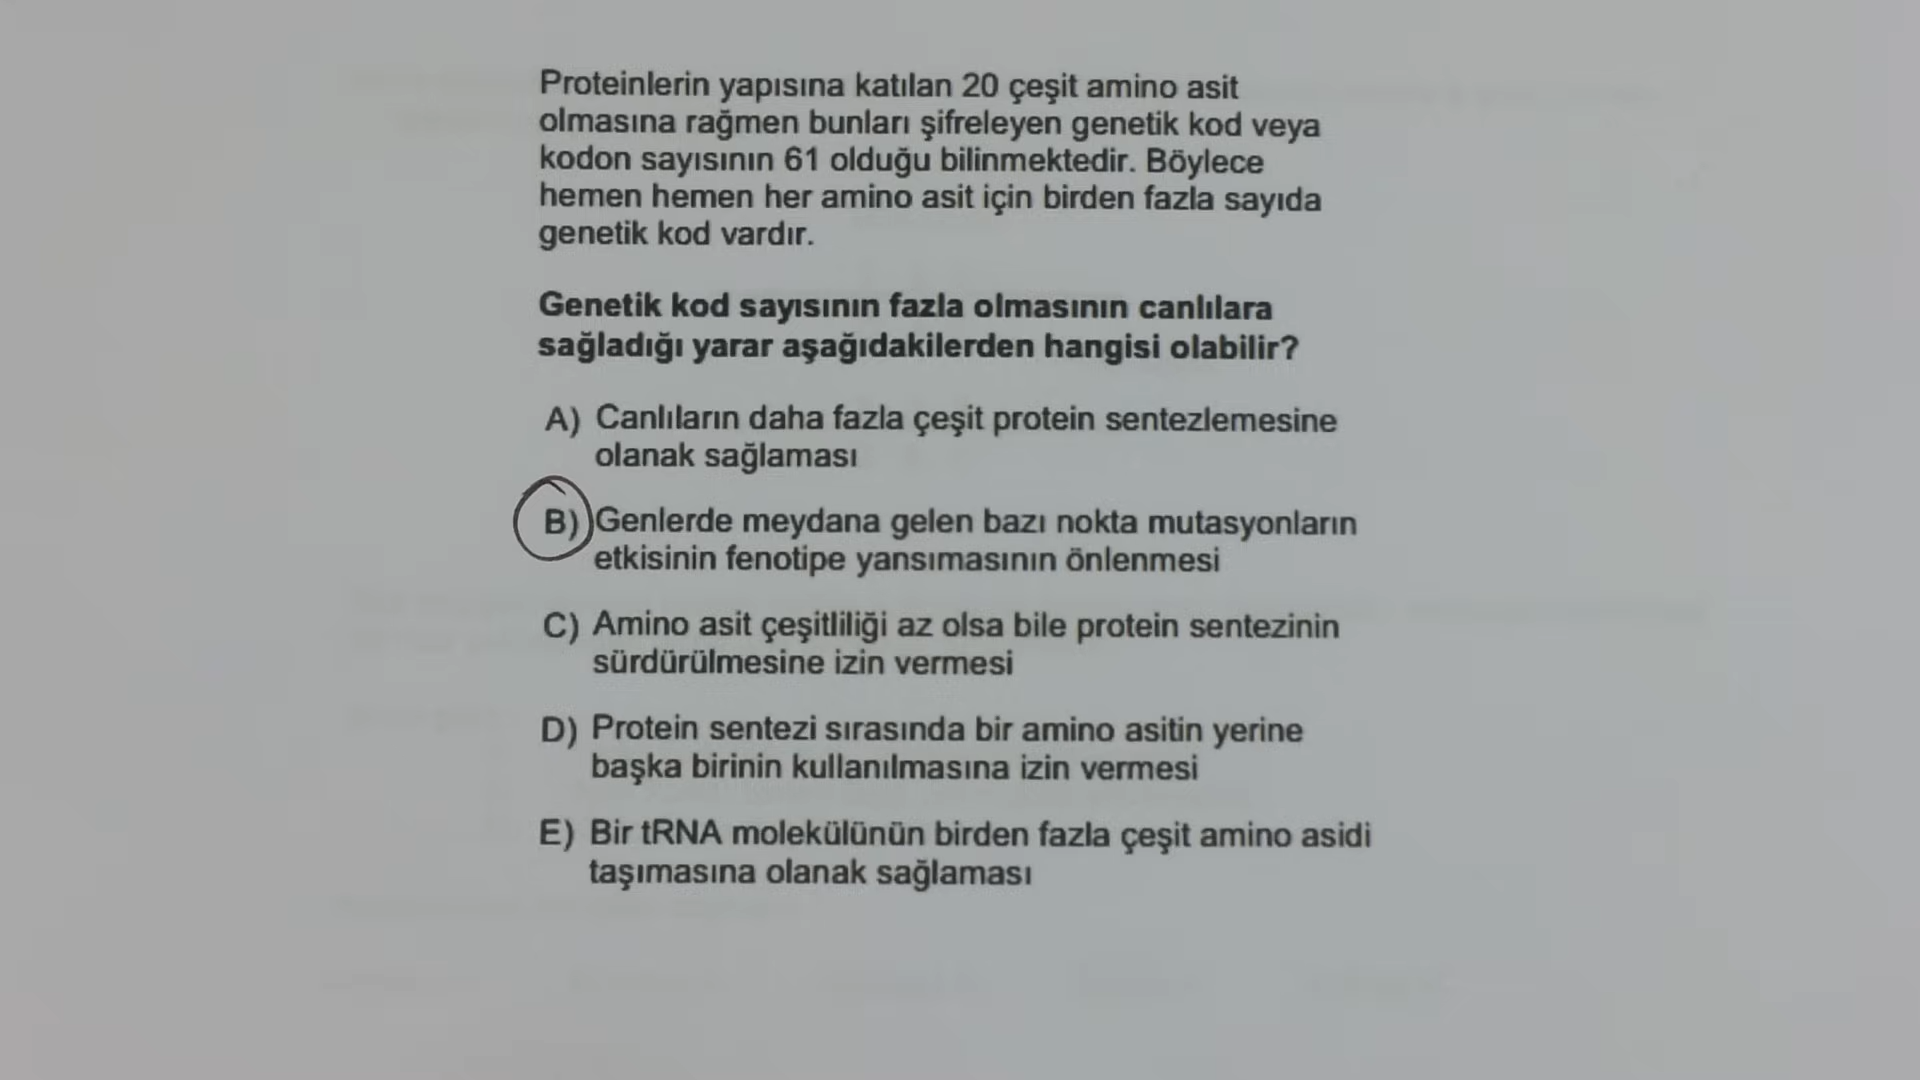 Proteinlerin yapısına katılan 20 çeşit amino asit
olmasına rağmen bunları şifreleyen genetik kod veya
kodon sayısının 61 olduğu bilinmektedir. Böylece
hemen hemen her amino asit için birden fazla sayıda
genetik kod vardır.
Genetik kod sayısının fazla olmasının canlılara
sağladığı yarar aşağıdakilerden hangisi olabilir?
A) Canlıların daha fazla çeşit protein sentezlemesine
olanak sağlaması
B) Genlerde meydana gelen bazı nokta mutasyonların
etkisinin fenotipe yansımasının önlenmesi
C) Amino asit çeşitliliği az olsa bile protein sentezinin
sürdürülmesine izin vermesi
D) Protein sentezi sırasında bir amino asitin yerine
başka birinin kullanılmasına izin vermesi
E) Bir tRNA molekülünün birden fazla çeşit amino asidi
taşımasına olanak sağlaması